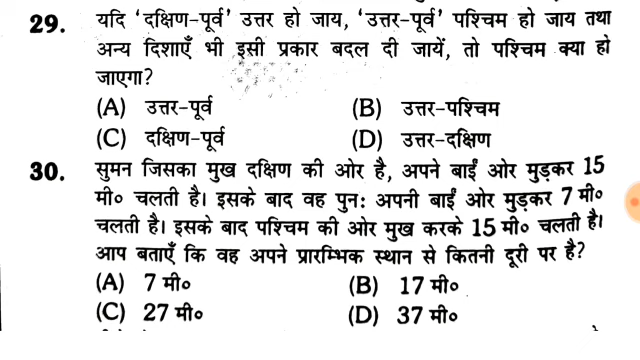 29. यदि ‘दक्षिण-पूर्व’ उत्तर हो जाय, ‘उत्तर-पूर्व’ पश्चिम हो जाय तथा
अन्य दिशाएँ भी इसी प्रकार बदल दी जायें, तो पश्चिम क्या हो
जाएगा?
(A) उत्तर-पूर्व (B) उत्तर-पश्चिम
(C) दक्षिण-पूर्व (D) उत्तर-दक्षिण
30. सुमन जिसका मुख दक्षिण की ओर है, अपने बाईं ओर मुड़कर 15
मी० चलती है। इसके बाद वह पुनः अपनी बाईं ओर मुड़कर 7 मी०
चलती है। इसके बाद पश्चिम की ओर मुख करके 15 मी० चलती है।
आप बताएँ कि वह अपने प्रारम्भिक स्थान से कितनी दूरी पर है?
(A) 7 मी० (B) 17 मी०
(C) 27 मी० (D) 37 मी०